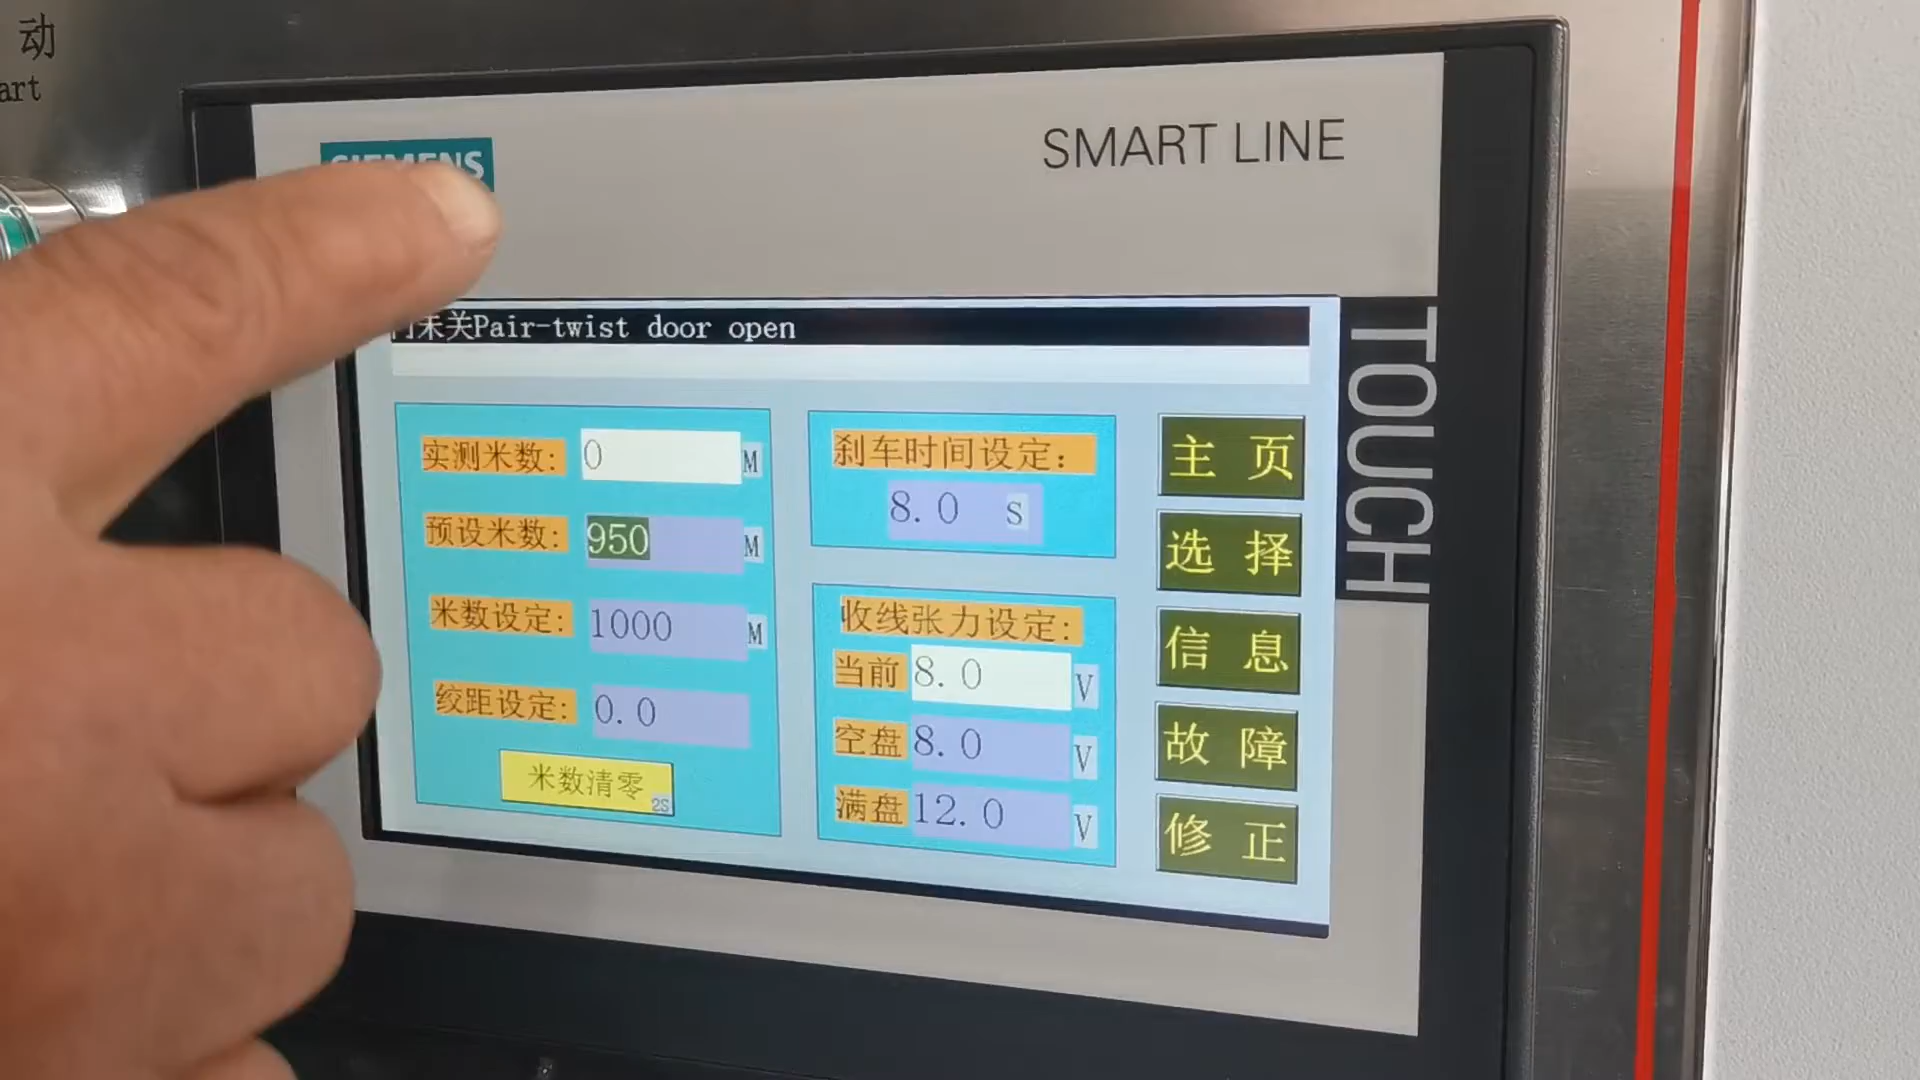 动
art
SIEMENS
SMART LINE
TOUCH
门未关Pair-twist door open
实测米数: 0 M
预设米数: 950 M
米数设定: 1000 M
绞距设定: 0.0
米数清零 2S
刹车时间设定:
8.0 s
收线张力设定:
当前 8.0 V
空盘 8.0 V
满盘 12.0 V
主页
选择
信息
故障
修正